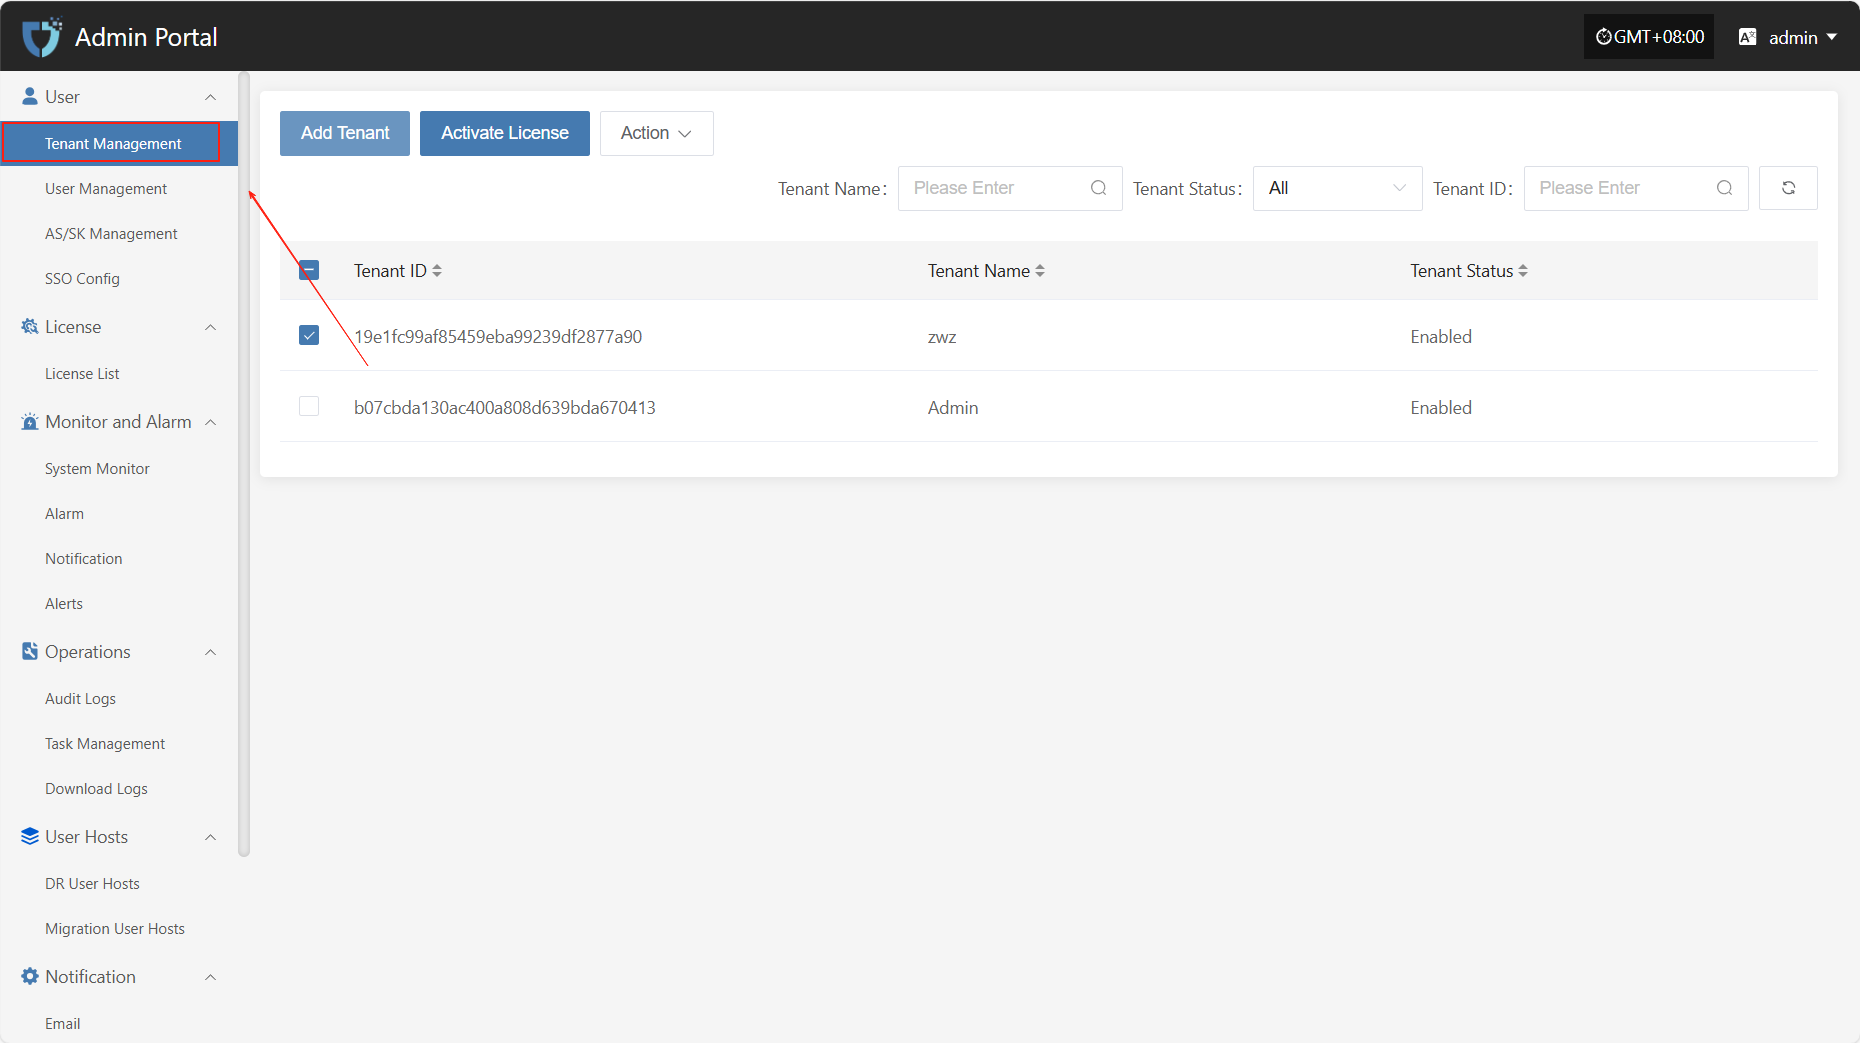 Admin Portal
GMT+08:00
admin
User
Tenant Management
User Management
AS/SK Management
SSO Config
License
License List
Monitor and Alarm
System Monitor
Alarm
Notification
Alerts
Operations
Audit Logs
Task Management
Download Logs
User Hosts
DR User Hosts
Migration User Hosts
Notification
Email
Add Tenant
Activate License
Action
Tenant Name: Please Enter
Tenant Status: All
Tenant ID: Please Enter
Tenant ID Tenant Name Tenant Status
19e1fc99af85459eba99239df2877a90 zwz Enabled
b07cbda130ac400a808d639bda670413 Admin Enabled